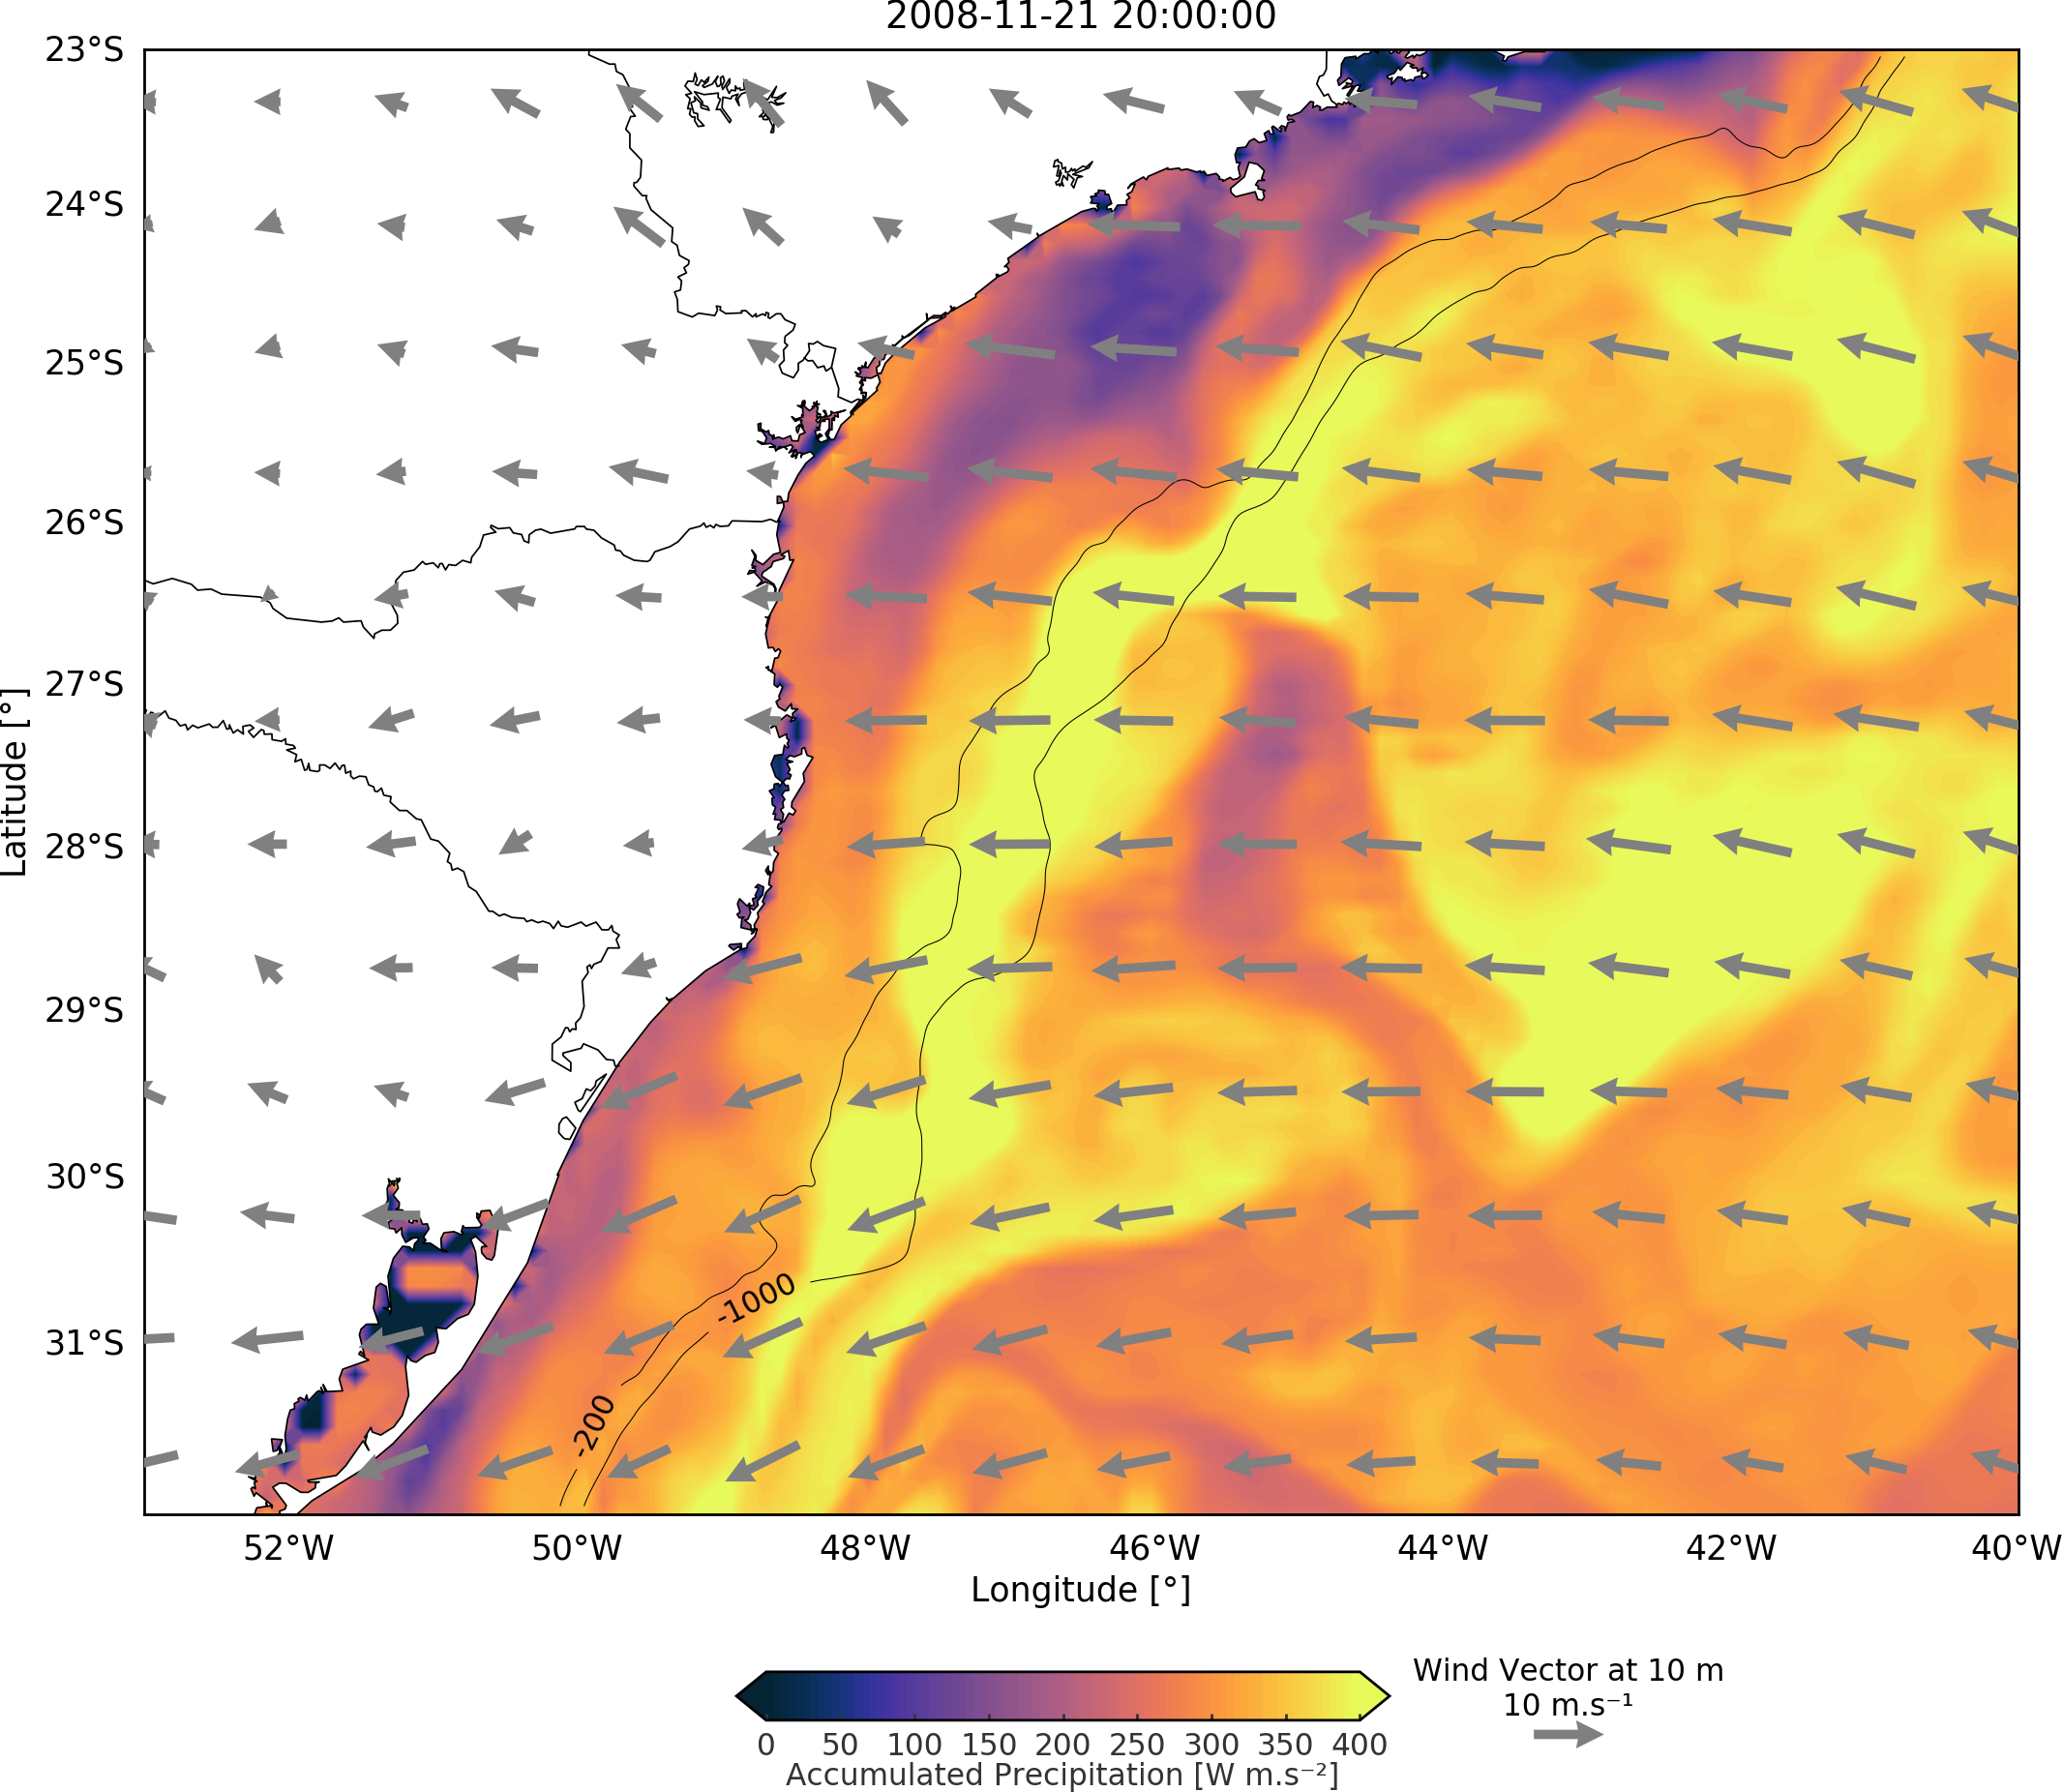 2008-11-21 20:00:00
23°S
24°S
25°S
26°S
27°S
28°S
29°S
30°S
31°S
Latitude [°]
-1000
-200
52°W 50°W 48°W 46°W 44°W 42°W 40°W
Longitude [°]
Wind Vector at 10 m
10 m.s⁻¹
0 50 100 150 200 250 300 350 400
Accumulated Precipitation [W m.s⁻²]